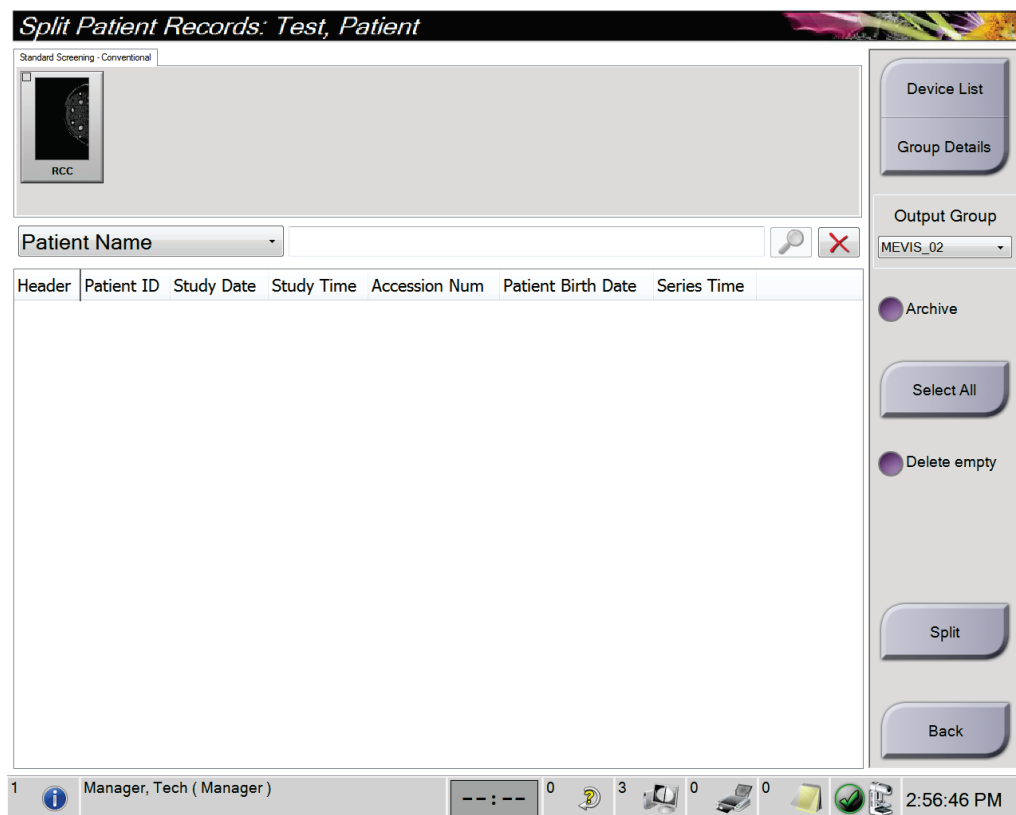 Split Patient Records: Test, Patient
Standard Screening - Conventional
RCC
Device List
Group Details
Output Group
MEVIS_02
Patient Name
Header Patient ID Study Date Study Time Accession Num Patient Birth Date Series Time
Archive
Select All
Delete empty
Split
Back
1 Manager, Tech ( Manager ) --:-- 0 3 0 0 2:56:46 PM